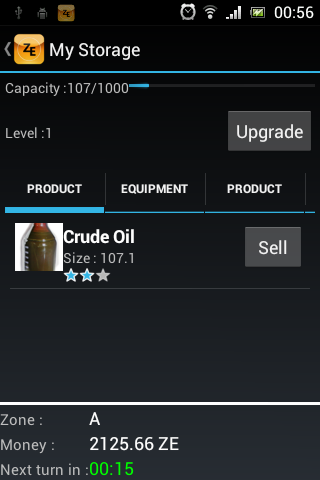 00:56
ZE My Storage
Capacity :107/1000
Level :1
Upgrade
PRODUCT EQUIPMENT PRODUCT
Crude Oil
Size : 107.1
Sell
Zone : A
Money : 2125.66 ZE
Next turn in :00:15